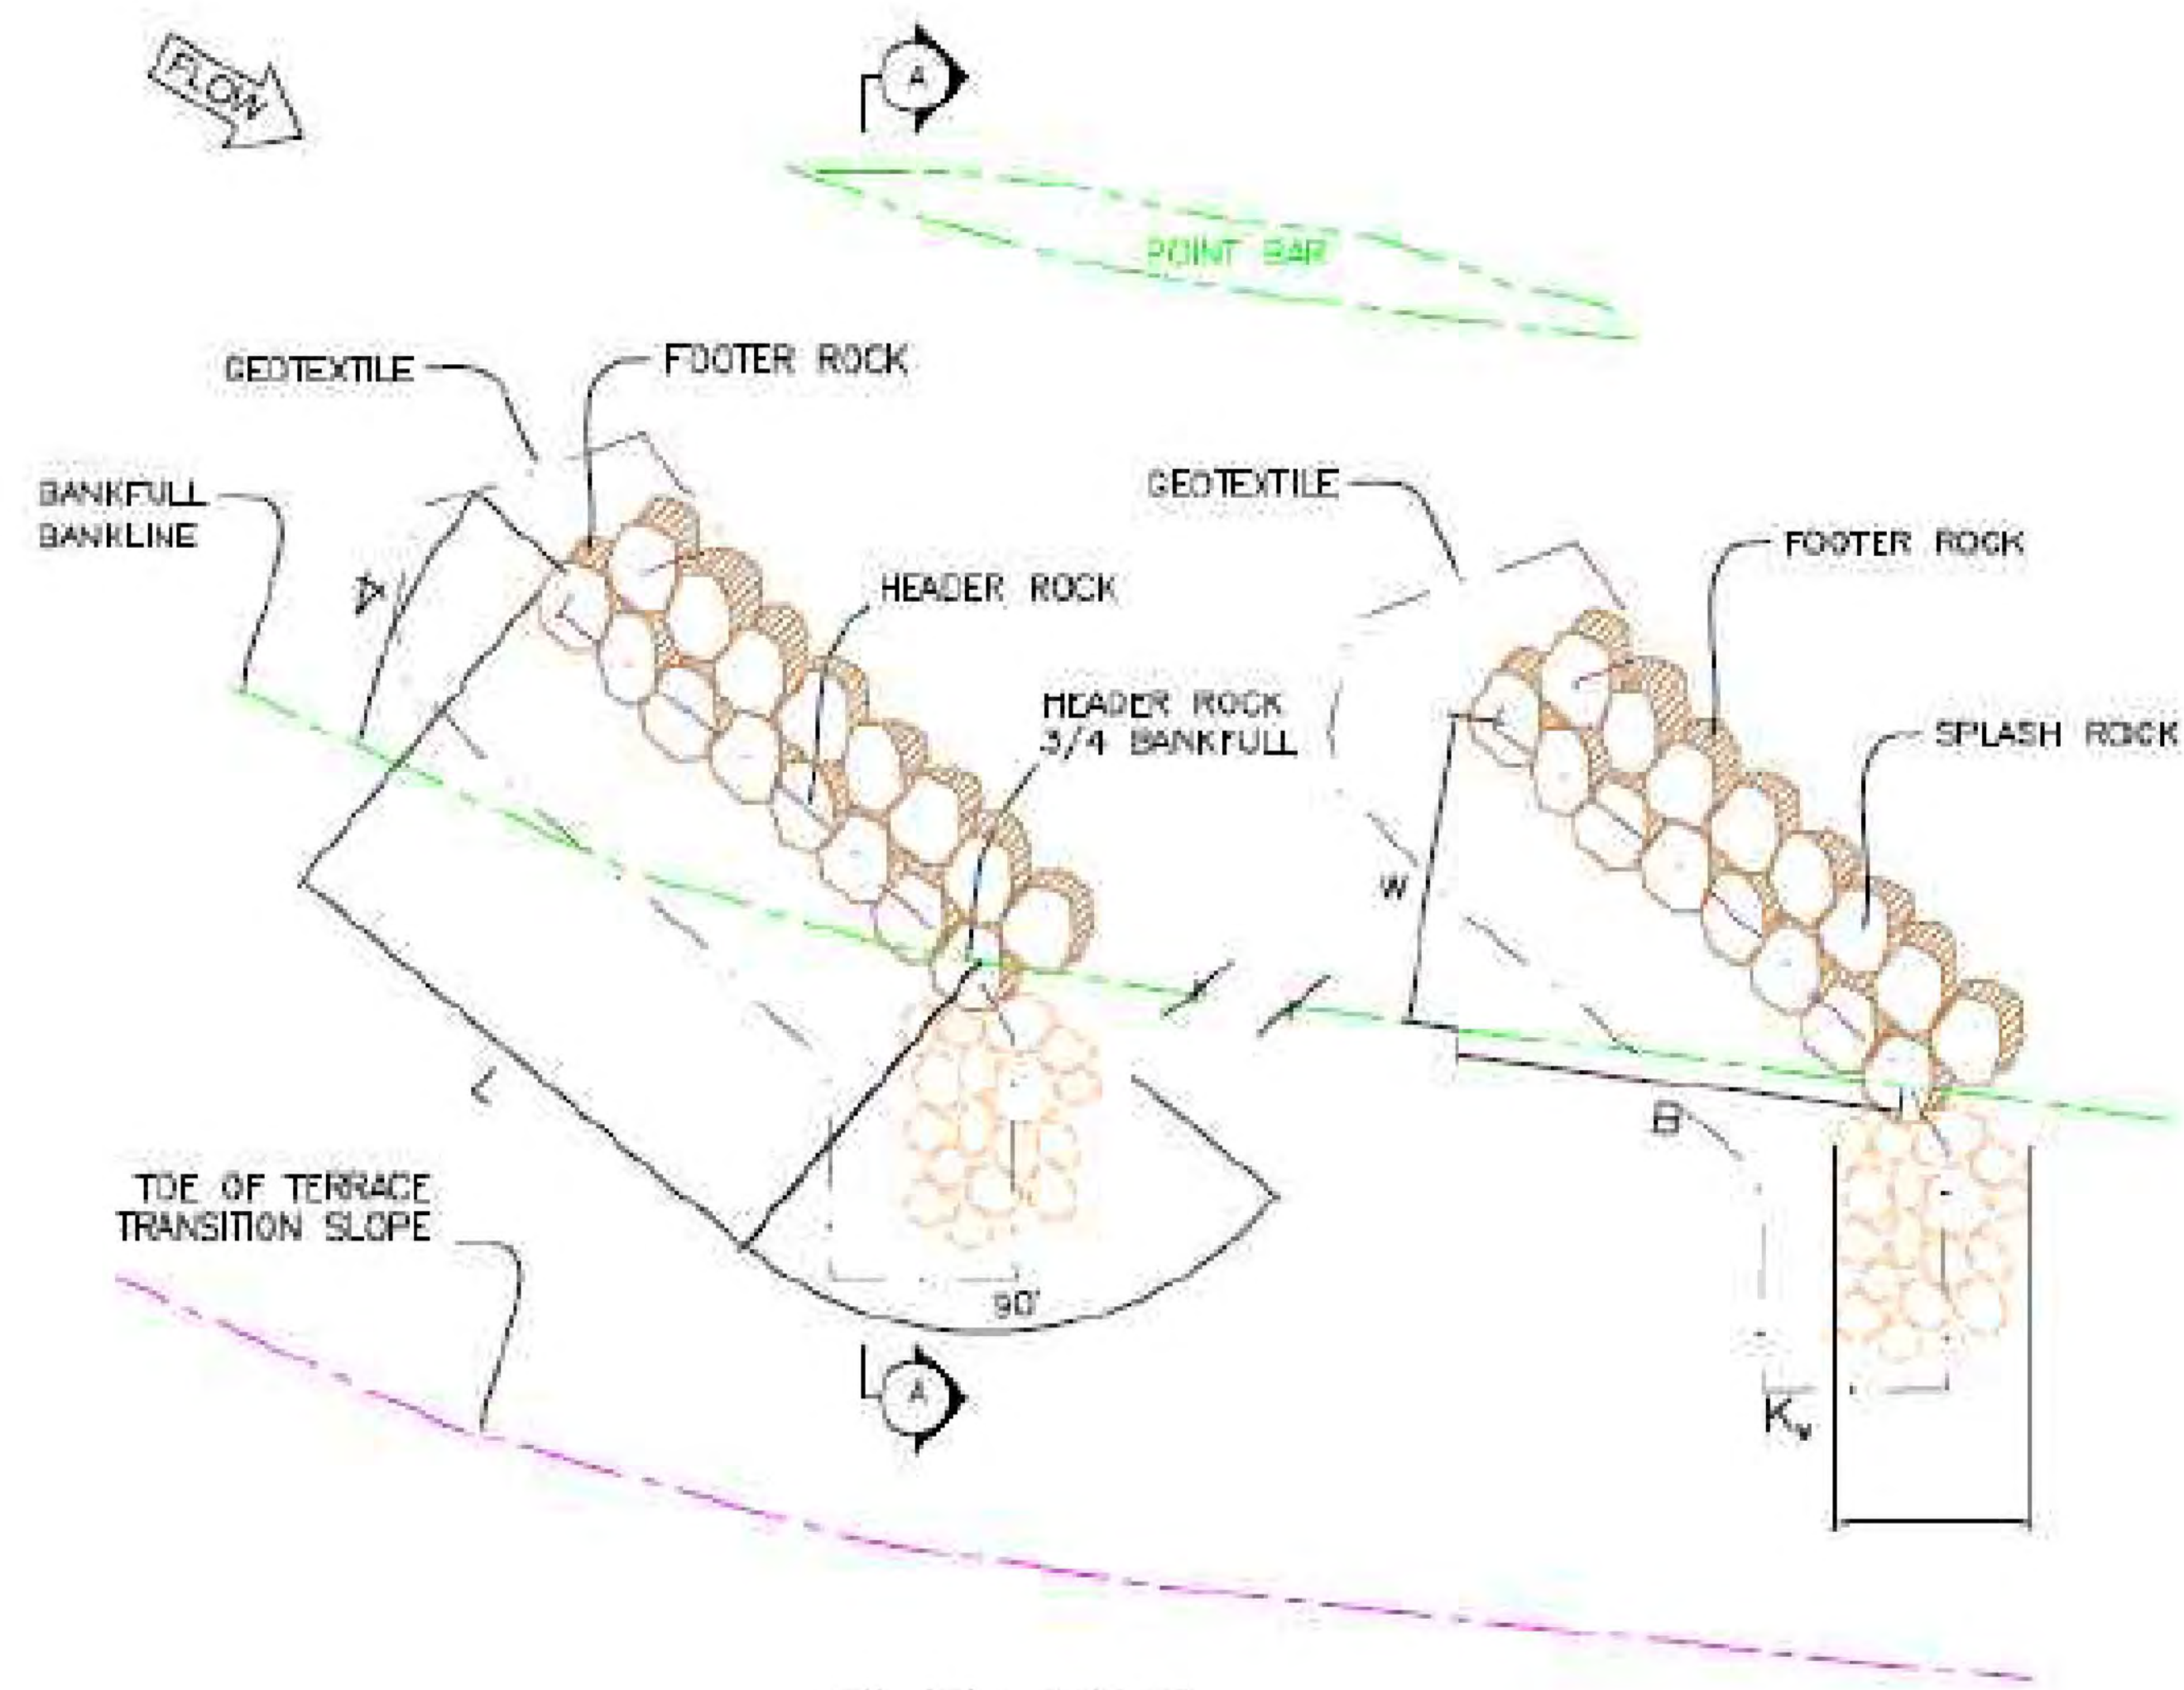 FLOW
A
POINT BAR
GEOTEXTILE
FOOTER ROCK
BANKFULL
BANKLINE
HEADER ROCK
GEOTEXTILE
FOOTER ROCK
HEADER ROCK
3/4 BANKFULL
SPLASH ROCK
W
L
B
TOE OF TERRACE
TRANSITION SLOPE
90°
A
Kw